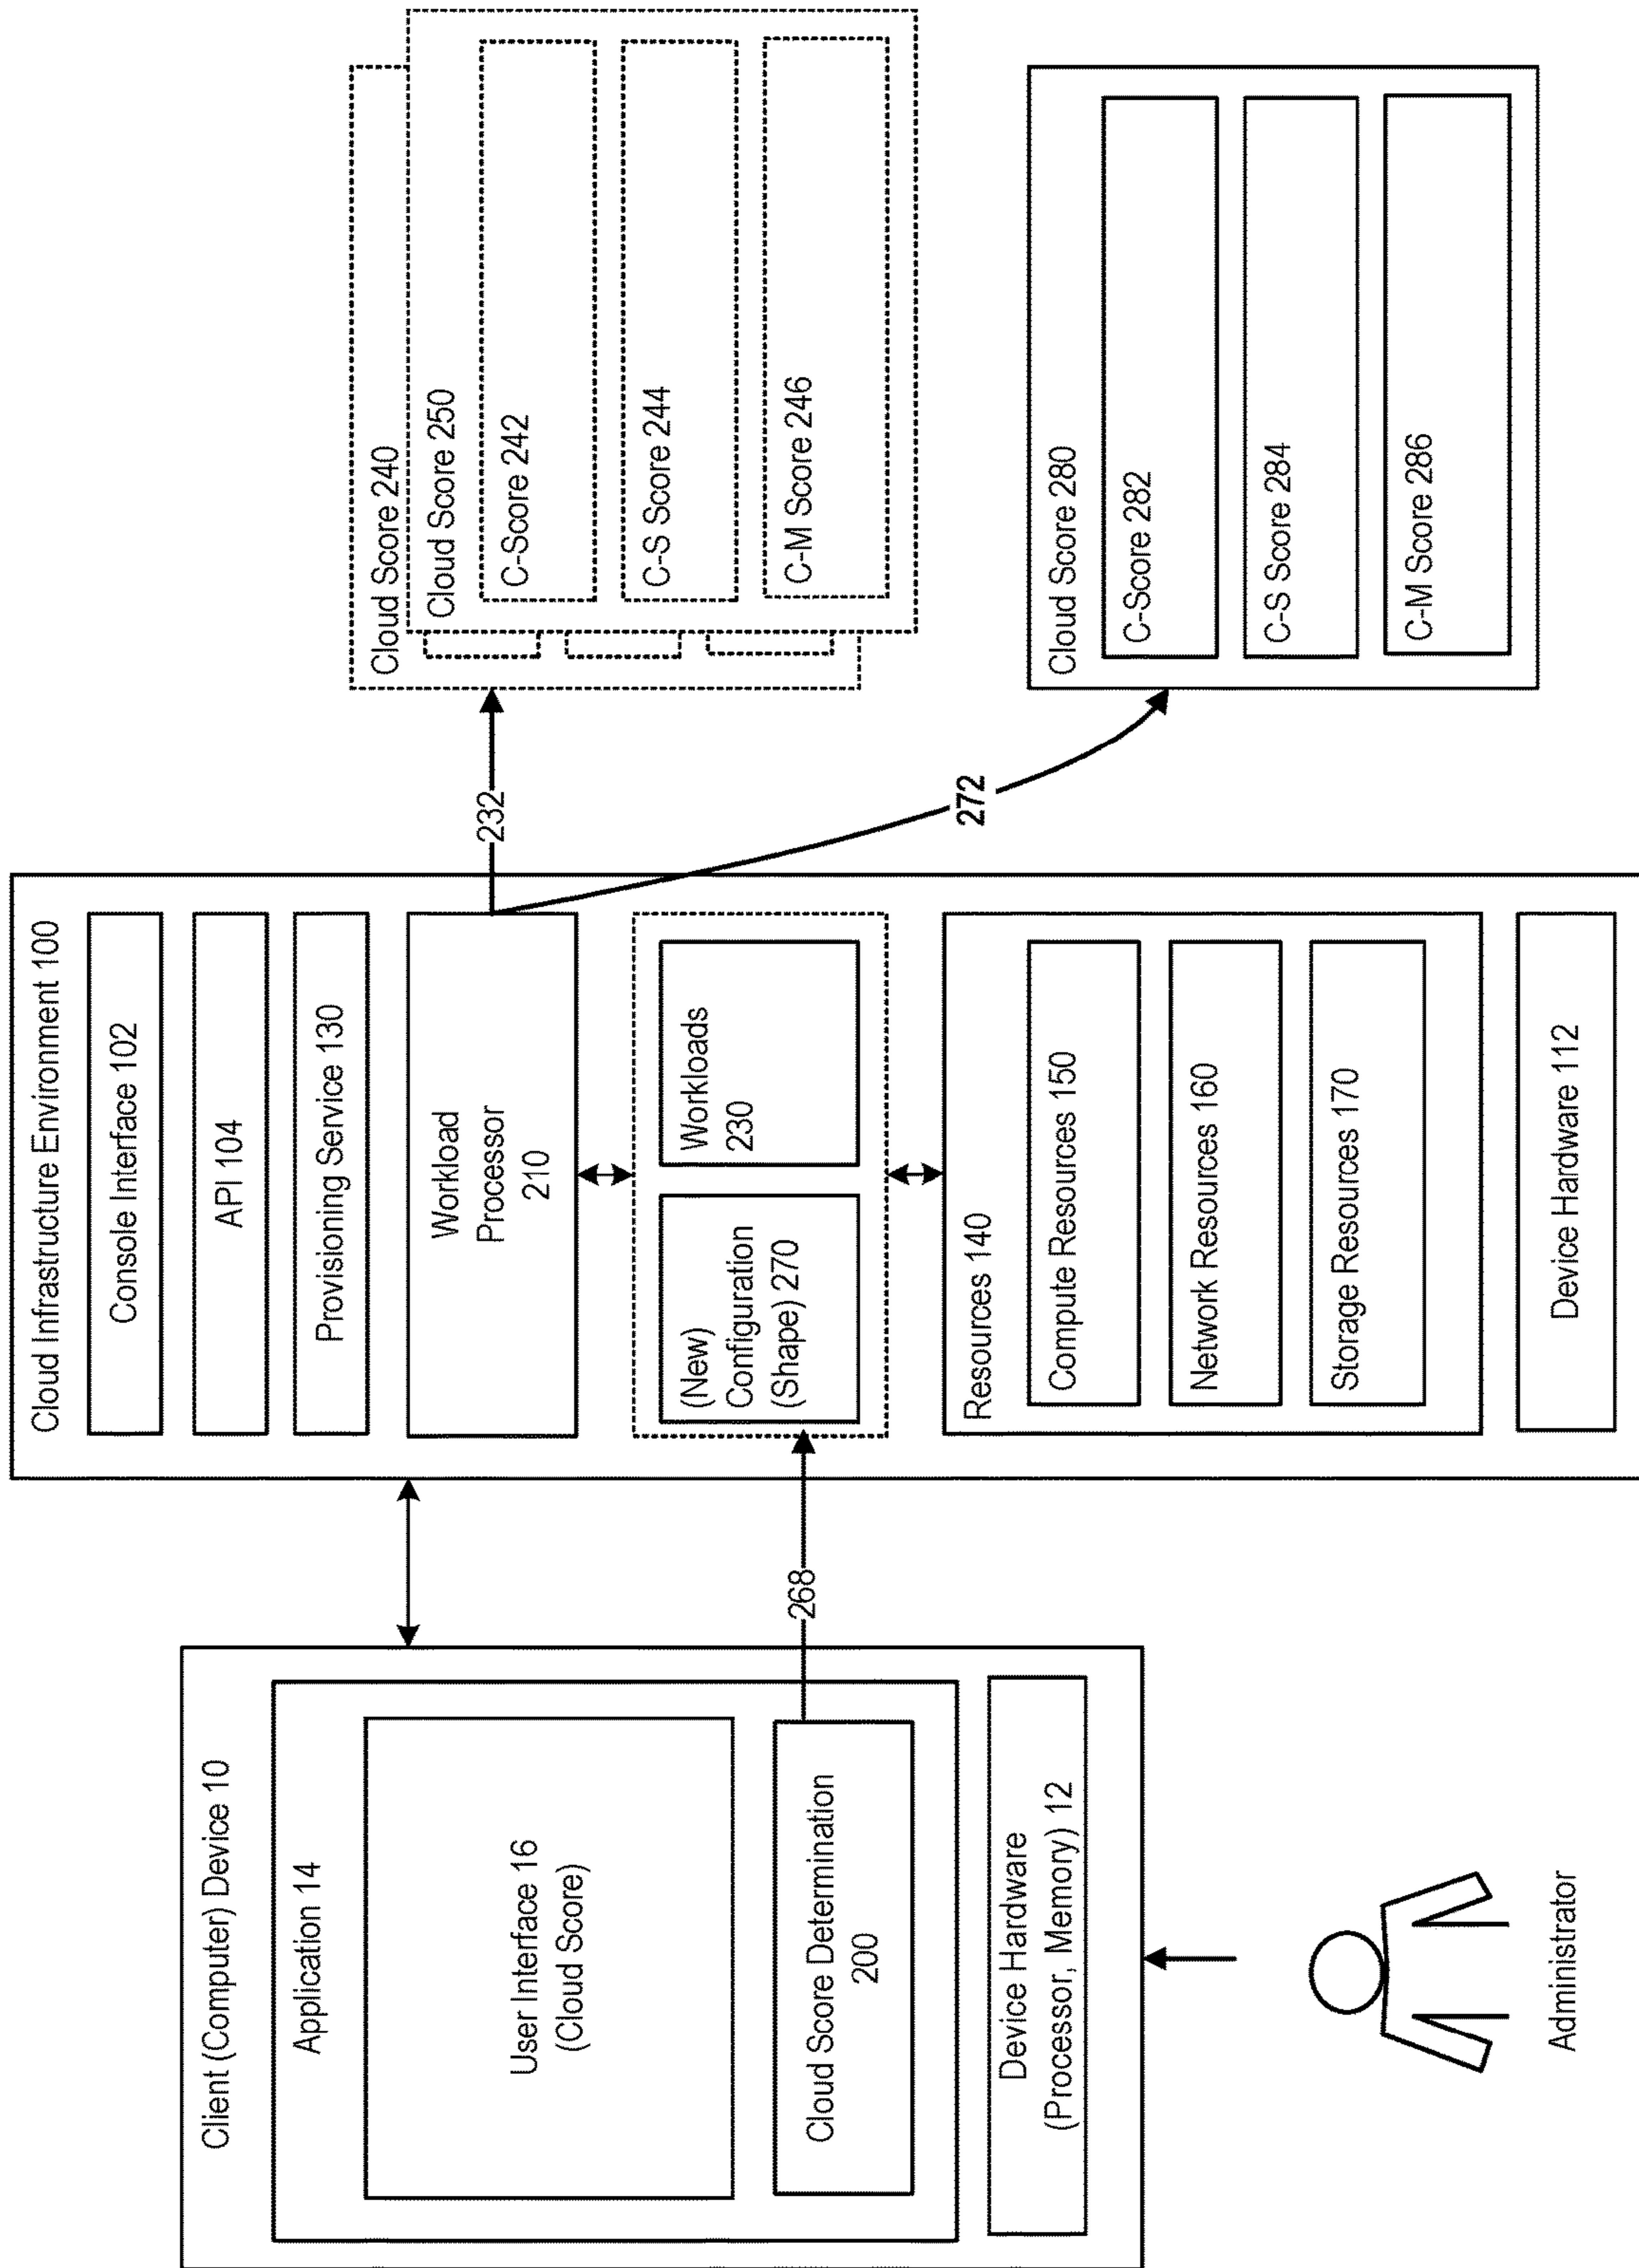 Client (Computer) Device 10
Application 14
User Interface 16
(Cloud Score)
Cloud Score Determination
200
Device Hardware
(Processor, Memory) 12
Administrator
268
Cloud Infrastructure Environment 100
Console Interface 102
API 104
Provisioning Service 130
Workload
Processor
210
(New)
Configuration
(Shape) 270
Workloads
230
Resources 140
Compute Resources 150
Network Resources 160
Storage Resources 170
Device Hardware 112
232
272
Cloud Score 240
Cloud Score 250
C-Score 242
C-S Score 244
C-M Score 246
Cloud Score 280
C-Score 282
C-S Score 284
C-M Score 286